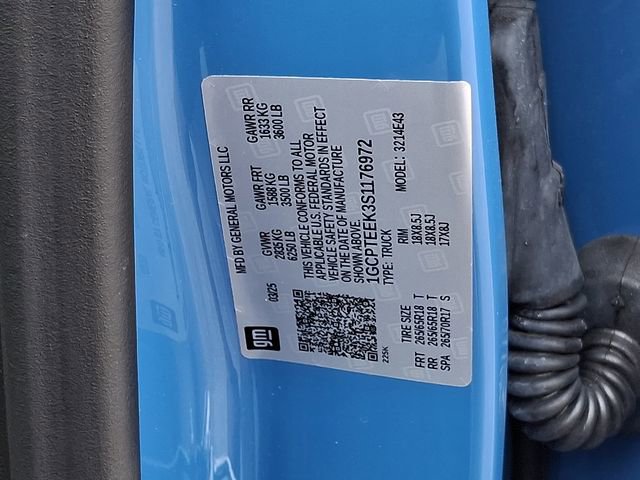 MFD BY GENERAL MOTORS LLC
03/25 GVWR GAWR FRT GAWR RR
2835 KG 1588 KG 1633 KG
6250 LB 3500 LB 3600 LB
THIS VEHICLE CONFORMS TO ALL
APPLICABLE U.S. FEDERAL MOTOR
VEHICLE SAFETY STANDARDS IN EFFECT
ON THE DATE OF MANUFACTURE
SHOWN ABOVE.
1GCPTEEK3S1176972
TYPE: TRUCK MODEL: 3214E43
225K
TIRE SIZE RIM
FRT 265/65R18 T 18X8.5J
RR 265/65R18 T 18X8.5J
SPA 265/70R17 S 17X8J
gm